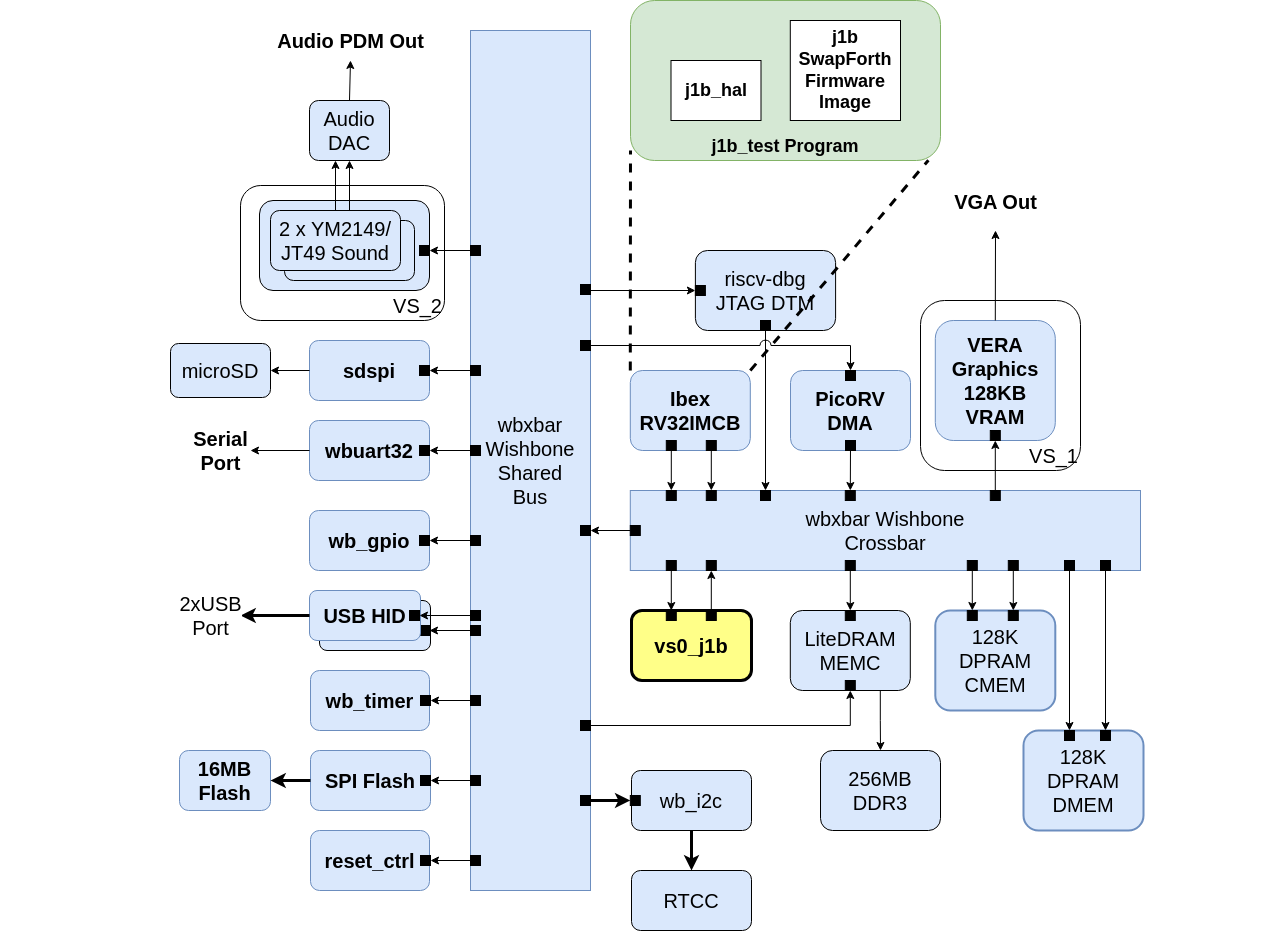 Audio PDM Out
Audio
DAC
2 x YM2149/
JT49 Sound
VS_2
microSD
sdspi
Serial
Port
wbuart32
wb_gpio
2xUSB
Port
USB HID
wb_timer
16MB
Flash
SPI Flash
reset_ctrl
wbxbar
Wishbone
Shared
Bus
j1b_hal
j1b
SwapForth
Firmware
Image
j1b_test Program
VGA Out
riscv-dbg
JTAG DTM
Ibex
RV32IMCB
PicoRV
DMA
VERA
Graphics
128KB
VRAM
VS_1
wbxbar Wishbone
Crossbar
vs0_j1b
LiteDRAM
MEMC
128K
DPRAM
CMEM
128K
DPRAM
DMEM
256MB
DDR3
wb_i2c
RTCC